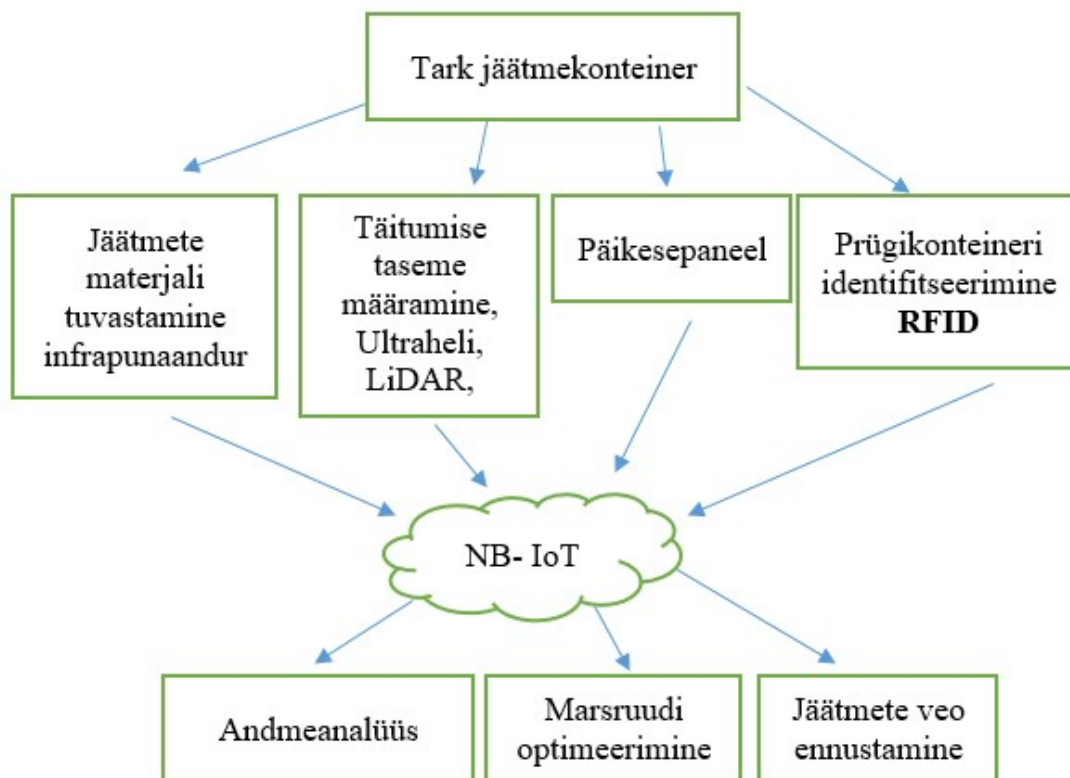 Tark jäätmekonteiner
Jäätmete
materjali
tuvastamine
infrapunaandur
Täitumise
taseme
määramine,
Ultraheli,
LiDAR,
Päikesepaneel
Prügikonteineri
identifitseerimine
RFID
NB- IoT
Andmeanalüüs
Marsruudi
optimeerimine
Jäätmete veo
ennustamine